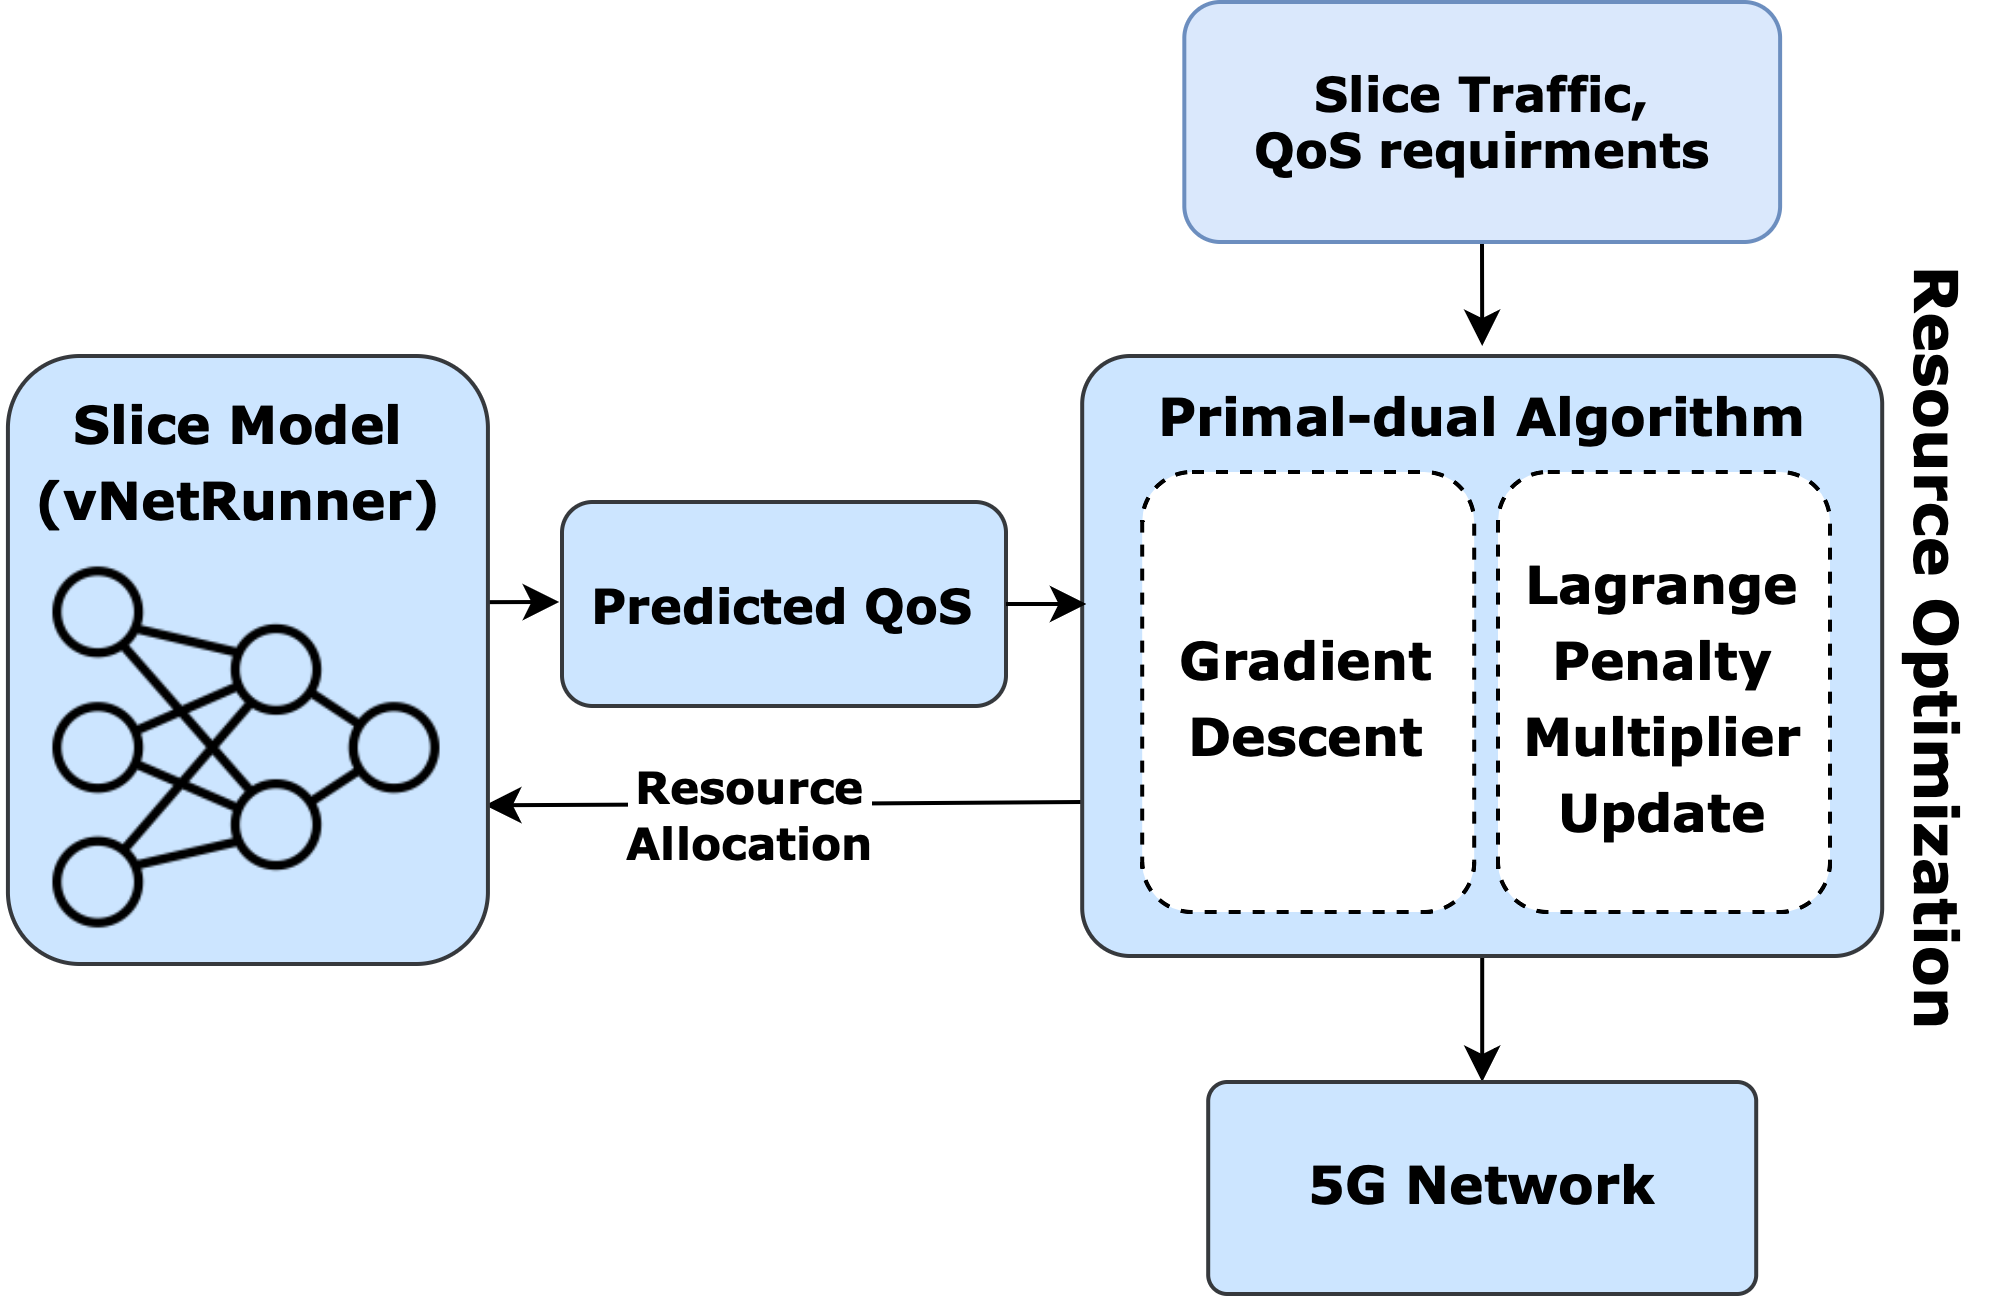 Slice Traffic,
QoS requirments
Slice Model
(vNetRunner)
Predicted QoS
Resource
Allocation
Primal-dual Algorithm
Gradient
Descent
Lagrange
Penalty
Multiplier
Update
Resource Optimization
5G Network